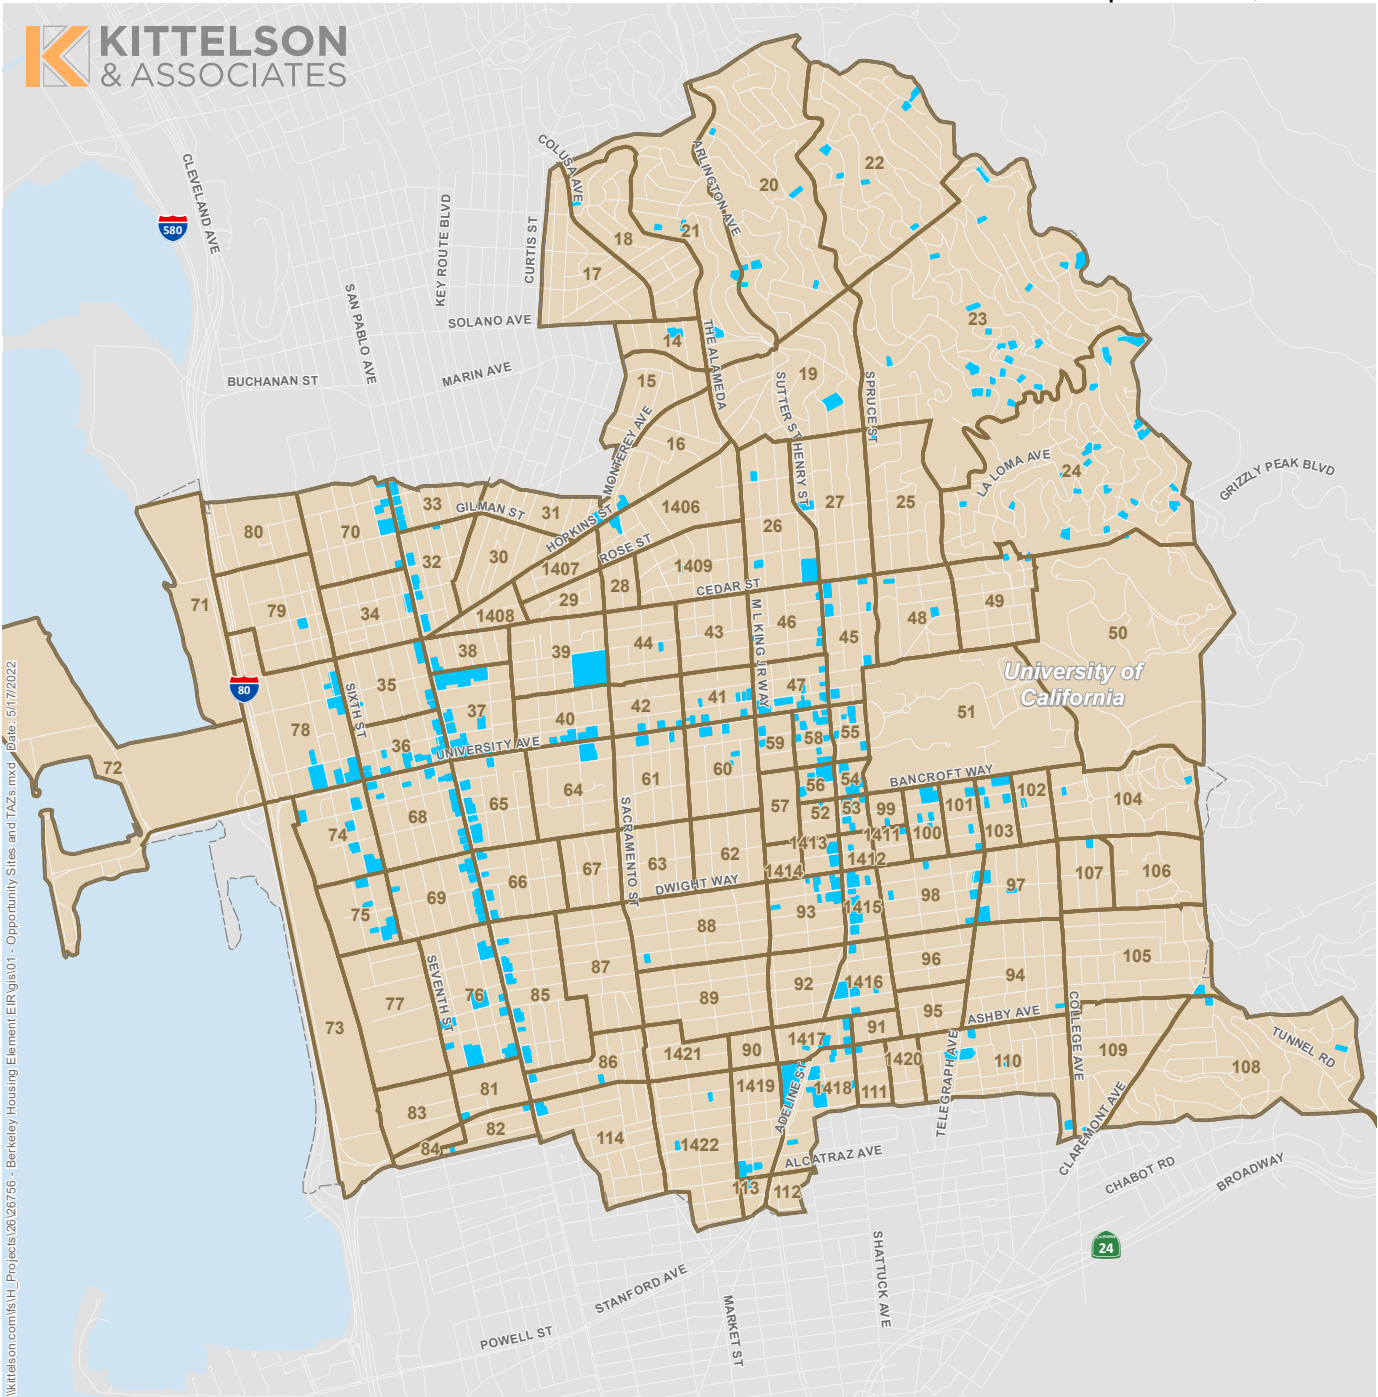 KITTELSON
& ASSOCIATES
580
CLEVELAND AVE
KEY ROUTE BLVD
SAN PABLO AVE
CURTIS ST
COLUSA AVE
ARLINGTON AVE
20
22
21
18
17
SOLANO AVE
BUCHANAN ST
MARIN AVE
14
THE ALAMEDA
23
19
SUTTER ST
SPRUCE ST
15
MONTEREY AVE
16
HENRY ST
LA LOMA AVE
24
GRIZZLY PEAK BLVD
33
GILMAN ST
31
HOPKINS ST
1406
27
25
26
80
70
32
30
ROSE ST
1407
1409
28
29
CEDAR ST
71
79
34
1408
M L KING JR WAY
46
45
48
49
50
38
39
44
43
University of
California
80
35
SIXTH ST
37
40
42
41
47
51
78
36
UNIVERSITY AVE
59
58
55
72
64
61
60
56
54
BANCROFT WAY
74
68
65
57
52
53
99
101
102
104
SACRAMENTO ST
1413
1411
100
103
66
67
63
62
1414
1412
DWIGHT WAY
107
106
75
69
88
93
1415
98
97
SEVENTH ST
77
76
85
87
89
92
1416
96
94
105
73
95
ASHBY AVE
COLLEGE AVE
86
1421
90
1417
91
1420
TELEGRAPH AVE
110
109
108
TUNNEL RD
81
83
82
84
114
1419
ADELINE ST
1418
111
1422
CLAREMONT AVE
ALCATRAZ AVE
113
112
CHABOT RD
BROADWAY
24
STANFORD AVE
POWELL ST
MARKET ST
SHATTUCK AVE
\\kittelson.com\fs\H_Projects\26\26756 - Berkeley Housing Element EIR\gis\01 - Opportunity Sites and TAZs.mxd Date: 5/17/2022